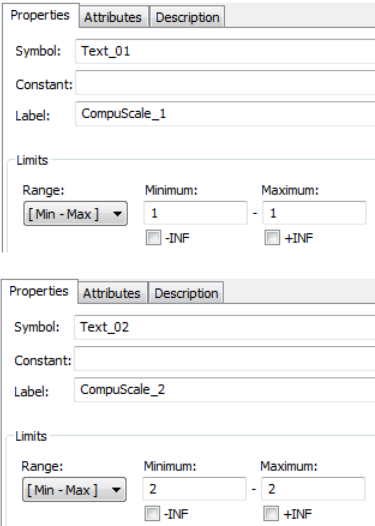 Properties Attributes Description
Symbol: Text_01
Constant:
Label: CompuScale_1
Limits
Range: Minimum: Maximum:
[ Min - Max ] 1 - 1
-INF +INF
Properties Attributes Description
Symbol: Text_02
Constant:
Label: CompuScale_2
Limits
Range: Minimum: Maximum:
[ Min - Max ] 2 - 2
-INF +INF